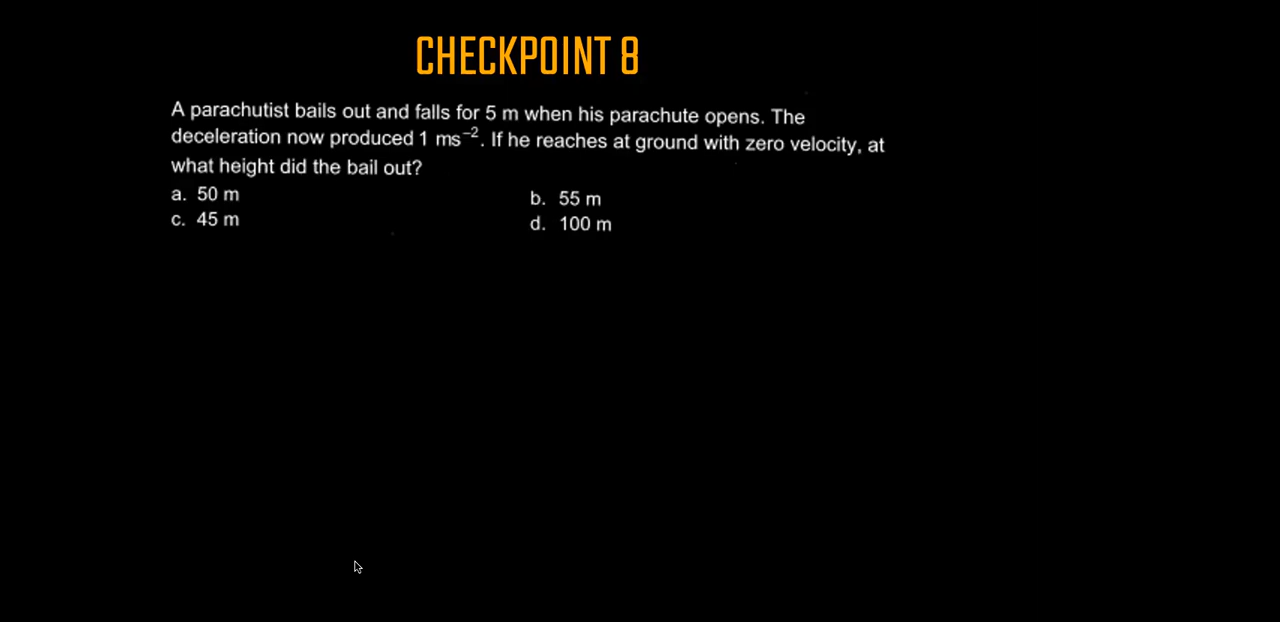 CHECKPOINT 8
A parachutist bails out and falls for 5 m when his parachute opens. The
deceleration now produced 1 ms⁻². If he reaches at ground with zero velocity, at
what height did the bail out?
a. 50 m b. 55 m
c. 45 m d. 100 m